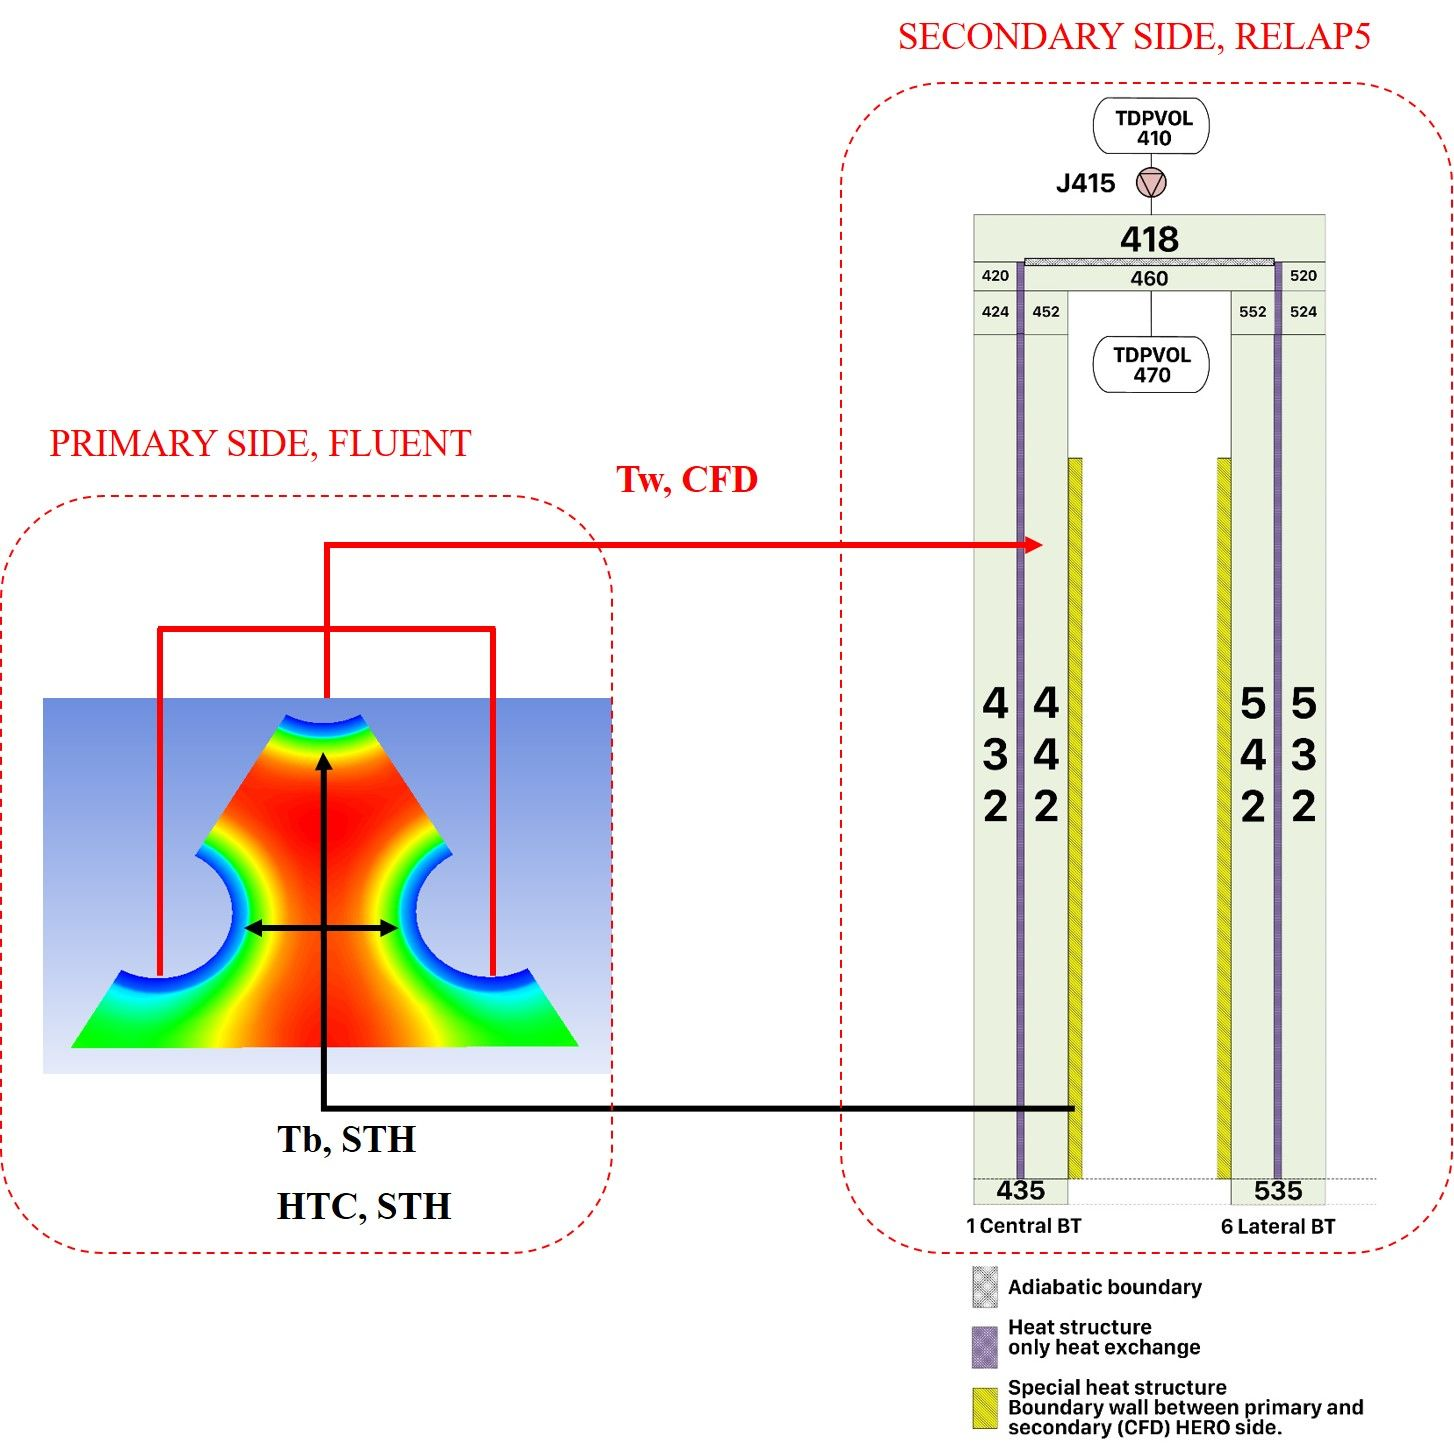 SECONDARY SIDE, RELAP5
TDPVOL
410
J415
418
420
460
520
424
452
552
524
TDPVOL
470
PRIMARY SIDE, FLUENT
Tw, CFD
4
3
2
4
4
2
5
4
2
5
3
2
Tb, STH
HTC, STH
435
535
1 Central BT
6 Lateral BT
Adiabatic boundary
Heat structure
only heat exchange
Special heat structure
Boundary wall between primary and
secondary (CFD) HERO side.